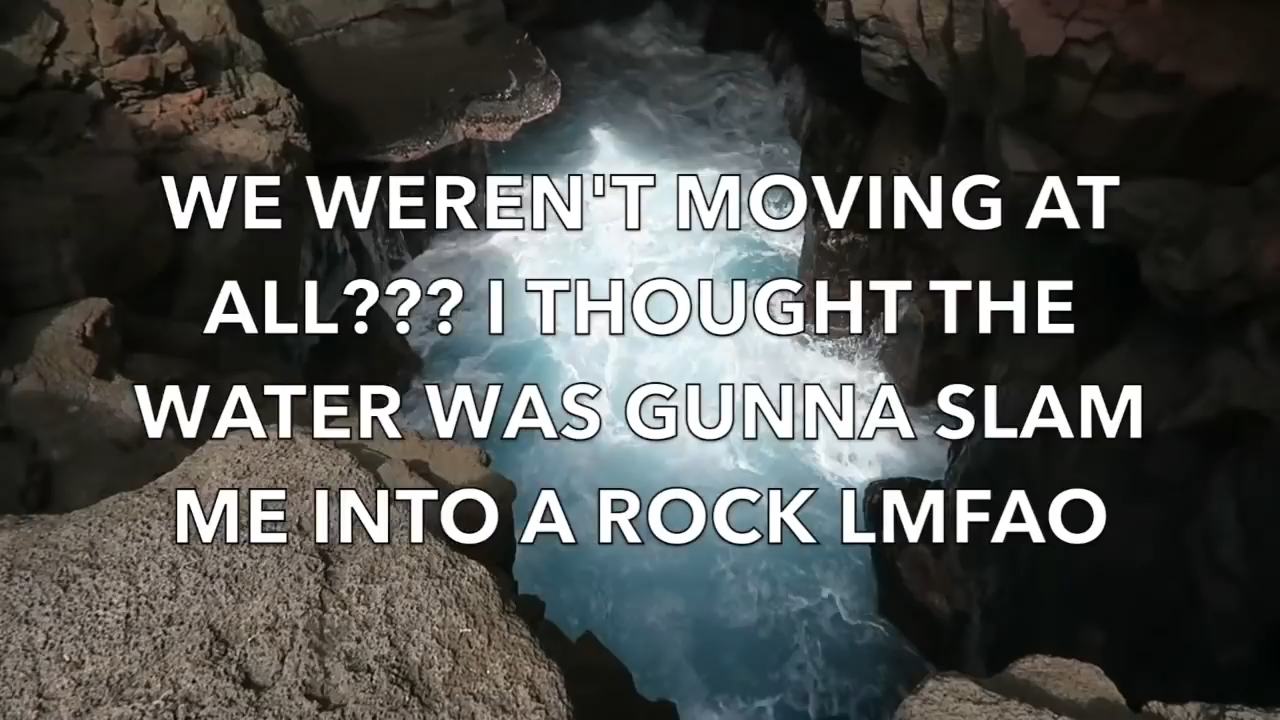 WE WEREN'T MOVING AT
ALL??? I THOUGHT THE
WATER WAS GUNNA SLAM
ME INTO A ROCK LMFAO